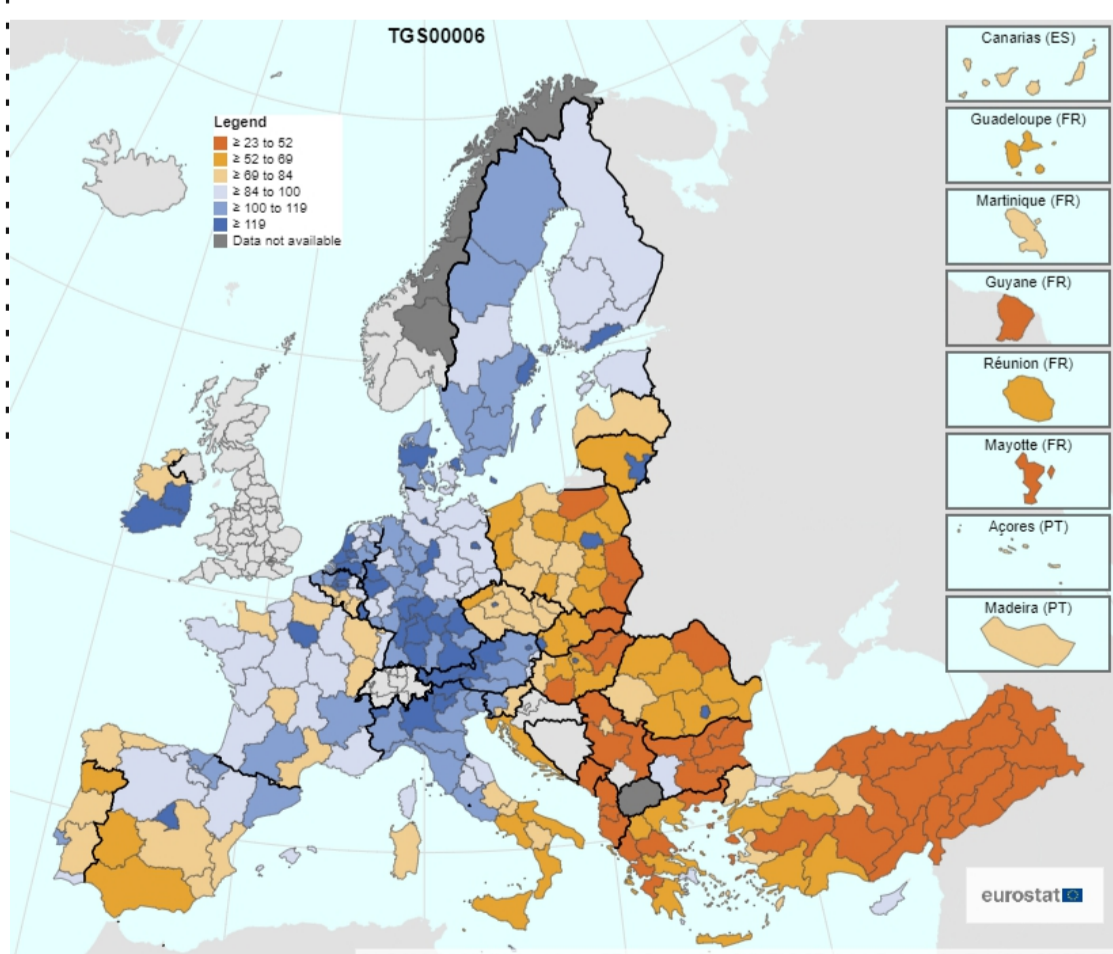 TGS00006
Legend
≥ 23 to 52
≥ 52 to 69
≥ 69 to 84
≥ 84 to 100
≥ 100 to 119
≥ 119
Data not available
Canarias (ES)
Guadeloupe (FR)
Martinique (FR)
Guyane (FR)
Réunion (FR)
Mayotte (FR)
Açores (PT)
Madeira (PT)
eurostat